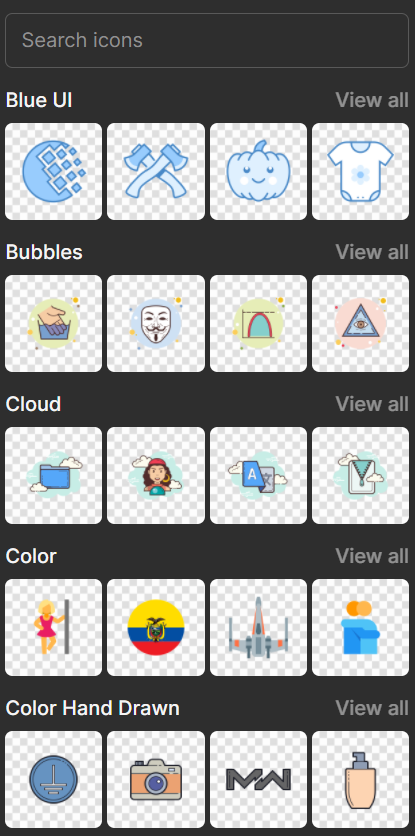 Search icons
Blue UI View all
Bubbles View all
Cloud View all
A
Color View all
Color Hand Drawn View all